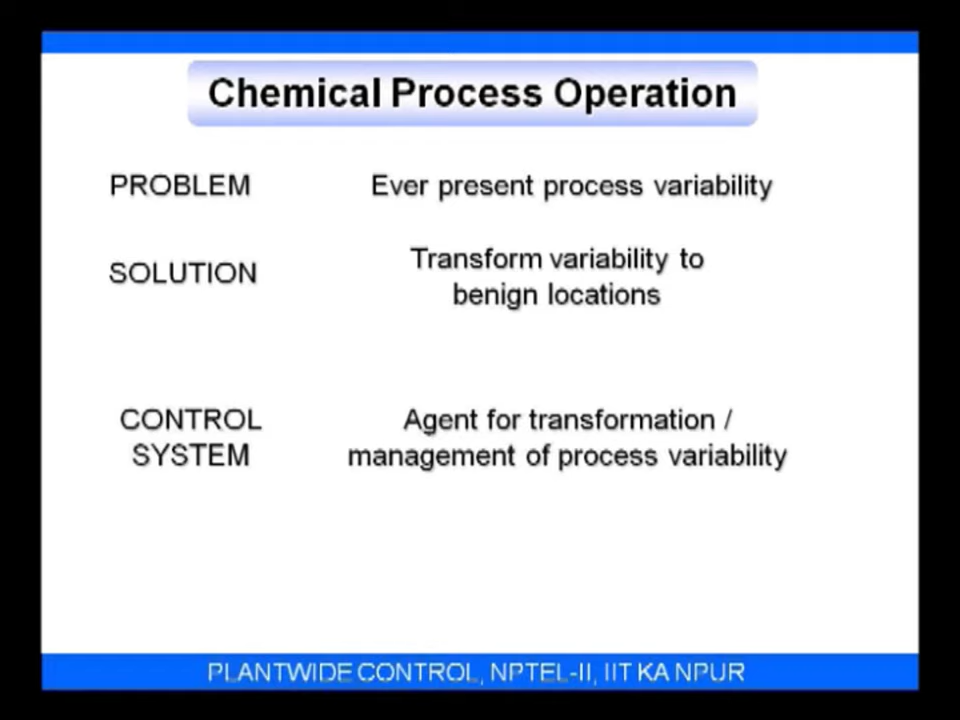 Chemical Process Operation
PROBLEM Ever present process variability
SOLUTION Transform variability to
benign locations
CONTROL Agent for transformation /
SYSTEM management of process variability
PLANTWIDE CONTROL, NPTEL-II, IIT KANPUR